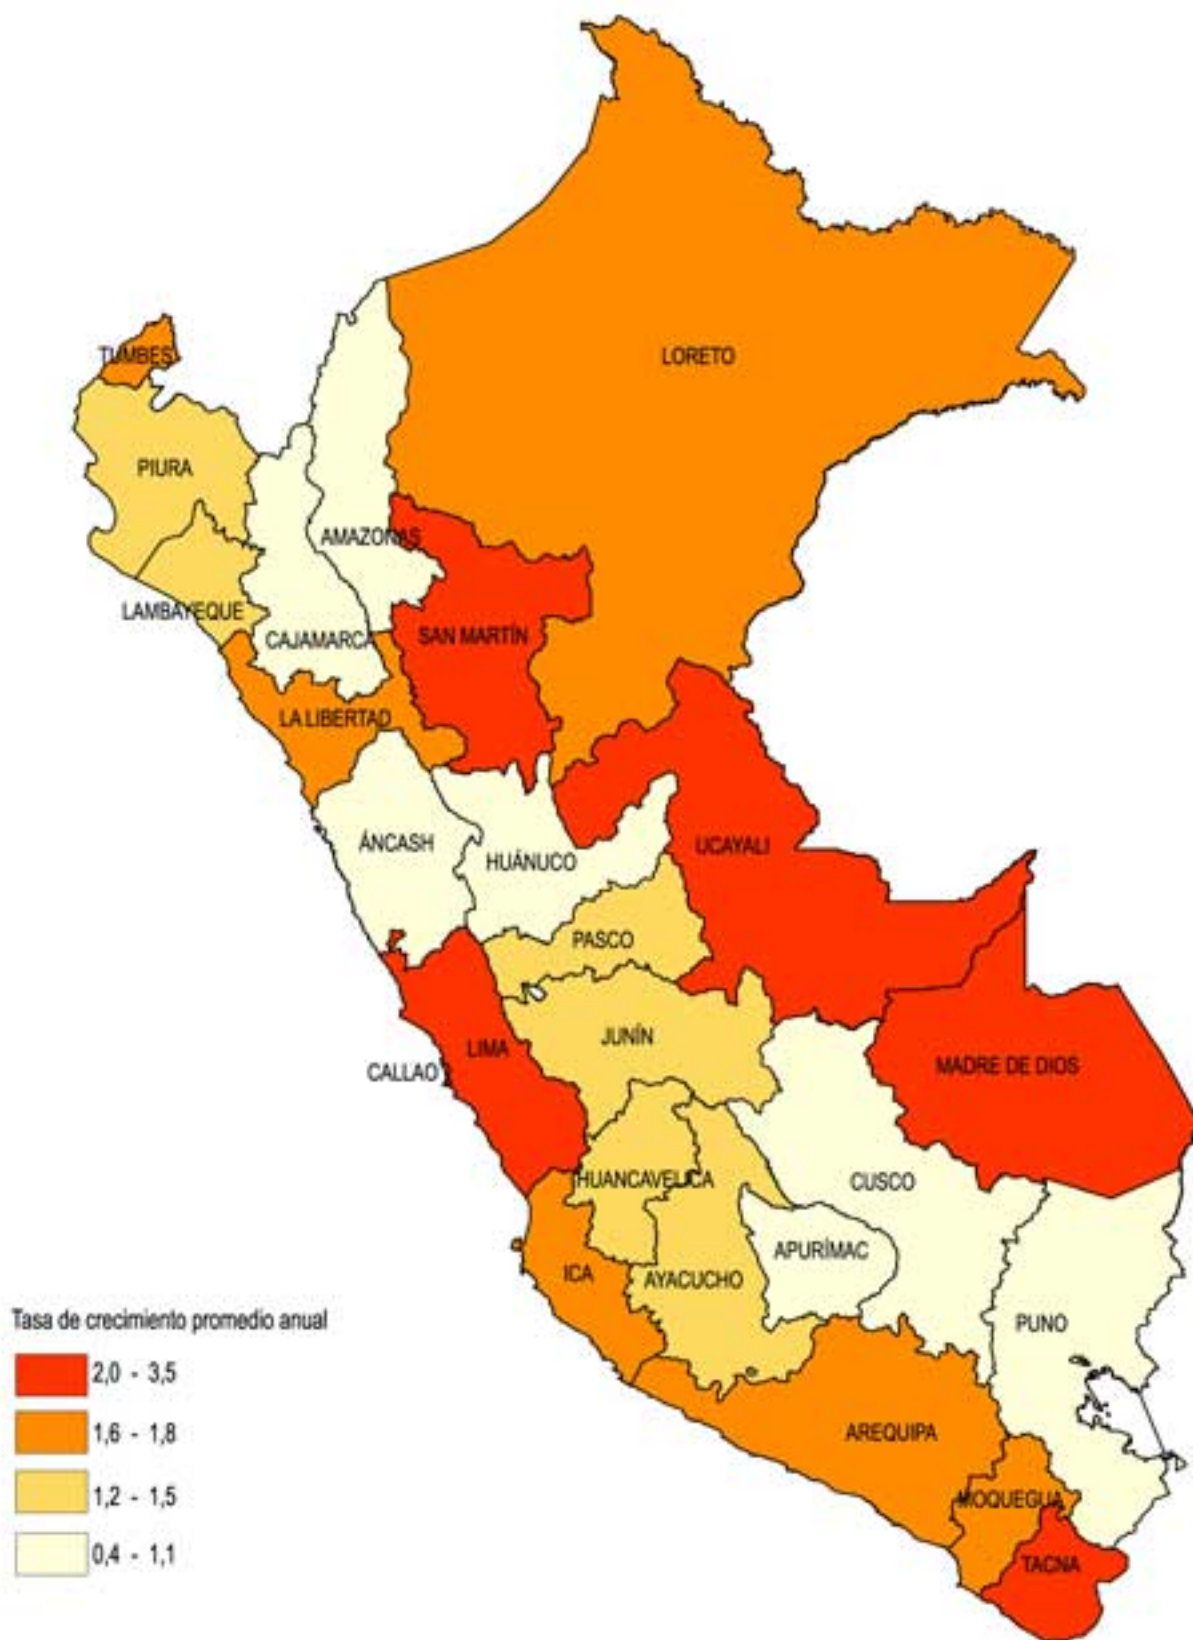 TUMBES
LORETO
PIURA
AMAZONAS
LAMBAYEQUE
CAJAMARCA
SAN MARTÍN
LA LIBERTAD
ÁNCASH
HUÁNUCO
UCAYALI
PASCO
JUNÍN
LIMA
CALLAO
MADRE DE DIOS
HUANCAVELICA
CUSCO
APURÍMAC
ICA
AYACUCHO
PUNO
AREQUIPA
MOQUEGUA
TACNA
Tasa de crecimiento promedio anual
2,0 - 3,5
1,6 - 1,8
1,2 - 1,5
0,4 - 1,1